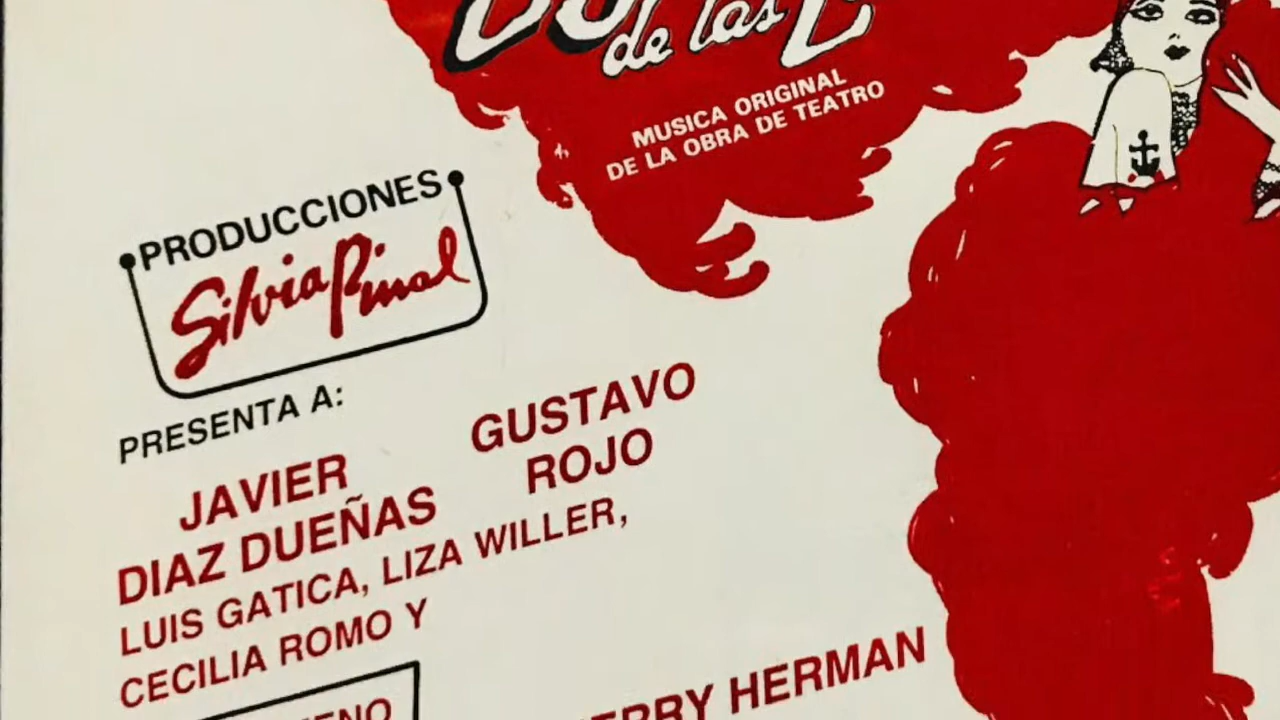 de las
MUSICA ORIGINAL
DE LA OBRA DE TEATRO
PRODUCCIONES
Silvia Pinal
PRESENTA A:
JAVIER
DIAZ DUEÑAS
GUSTAVO
ROJO
LUIS GATICA, LIZA WILLER,
CECILIA ROMO Y
HERMAN